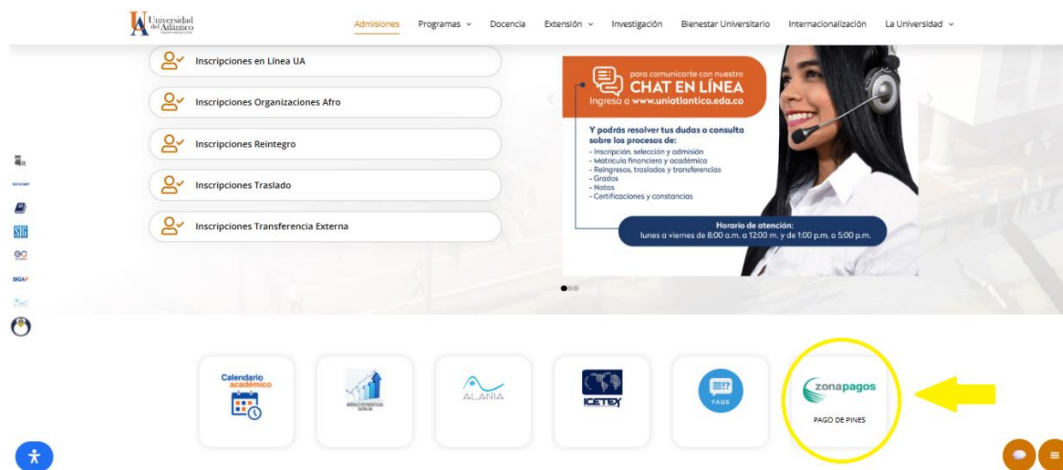 Universidad
del Atlántico
Admisiones
Programas
Docencia
Extensión
Investigación
Bienestar Universitario
Internacionalización
La Universidad
Inscripciones en Línea UA
Inscripciones Organizaciones Afro
Inscripciones Reintegro
Inscripciones Traslado
Inscripciones Transferencia Externa
para comunicarte con nuestro
CHAT EN LÍNEA
Ingresa a www.uniatlantico.edu.co
Y podrás resolver tus dudas o consulta
sobre los procesos de:
- Inscripción, selección y admisión
- Matrícula financiera y académica
- Reingresos, traslados y transferencias
- Grados
- Notas
- Certificaciones y constancias
Horario de atención:
lunes a viernes de 8:00 a.m. a 12:00 m. y de 1:00 p.m. a 5:00 p.m.
SIG
Calendario
académico
ALANIA
ICETEX
FAQS
zonapagos
PAGO DE PINES